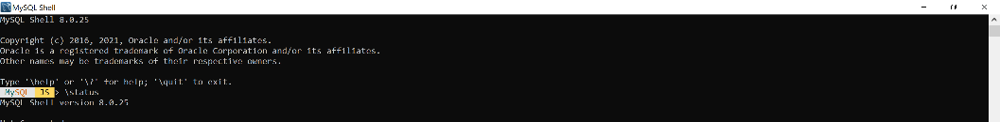 MySQL Shell
MySQL Shell 8.0.25
Copyright (c) 2016, 2021, Oracle and/or its affiliates.
Oracle is a registered trademark of Oracle Corporation and/or its affiliates.
Other names may be trademarks of their respective owners.
Type '\help' or '\?' for help; '\quit' to exit.
MySQL JS > \status
MySQL Shell version 8.0.25